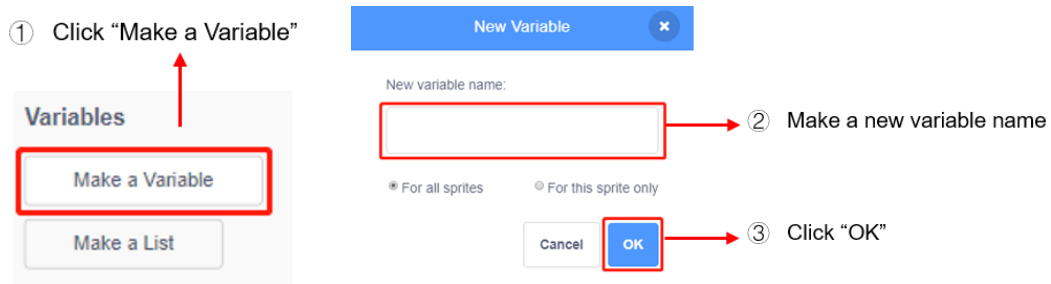 ① Click “Make a Variable”
Variables
Make a Variable
Make a List
New Variable
New variable name:
② Make a new variable name
For all sprites
For this sprite only
Cancel
OK
③ Click “OK”